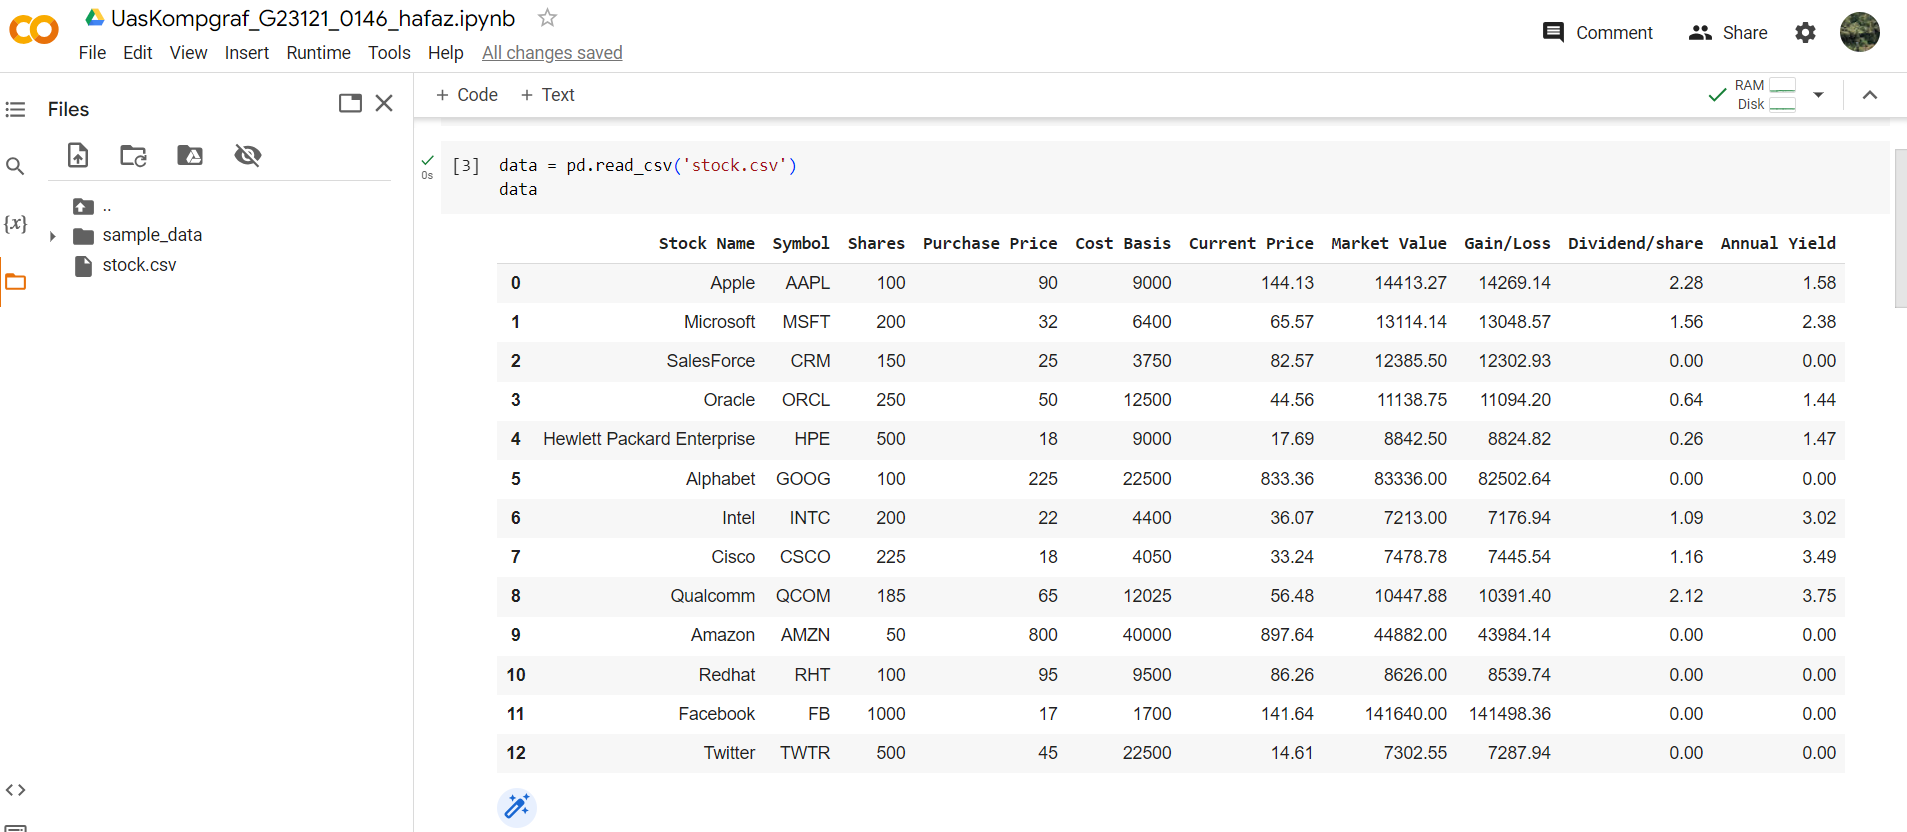 UasKompgraf_G23121_0146_hafaz.ipynb
File Edit View Insert Runtime Tools Help All changes saved
Comment Share
Files
+ Code + Text
RAM
Disk
{x}
..
sample_data
stock.csv
0s
[3] data = pd.read_csv('stock.csv')
data
Stock Name Symbol Shares Purchase Price Cost Basis Current Price Market Value Gain/Loss Dividend/share Annual Yield
0 Apple AAPL 100 90 9000 144.13 14413.27 14269.14 2.28 1.58
1 Microsoft MSFT 200 32 6400 65.57 13114.14 13048.57 1.56 2.38
2 SalesForce CRM 150 25 3750 82.57 12385.50 12302.93 0.00 0.00
3 Oracle ORCL 250 50 12500 44.56 11138.75 11094.20 0.64 1.44
4 Hewlett Packard Enterprise HPE 500 18 9000 17.69 8842.50 8824.82 0.26 1.47
5 Alphabet GOOG 100 225 22500 833.36 83336.00 82502.64 0.00 0.00
6 Intel INTC 200 22 4400 36.07 7213.00 7176.94 1.09 3.02
7 Cisco CSCO 225 18 4050 33.24 7478.78 7445.54 1.16 3.49
8 Qualcomm QCOM 185 65 12025 56.48 10447.88 10391.40 2.12 3.75
9 Amazon AMZN 50 800 40000 897.64 44882.00 43984.14 0.00 0.00
10 Redhat RHT 100 95 9500 86.26 8626.00 8539.74 0.00 0.00
11 Facebook FB 1000 17 1700 141.64 141640.00 141498.36 0.00 0.00
12 Twitter TWTR 500 45 22500 14.61 7302.55 7287.94 0.00 0.00